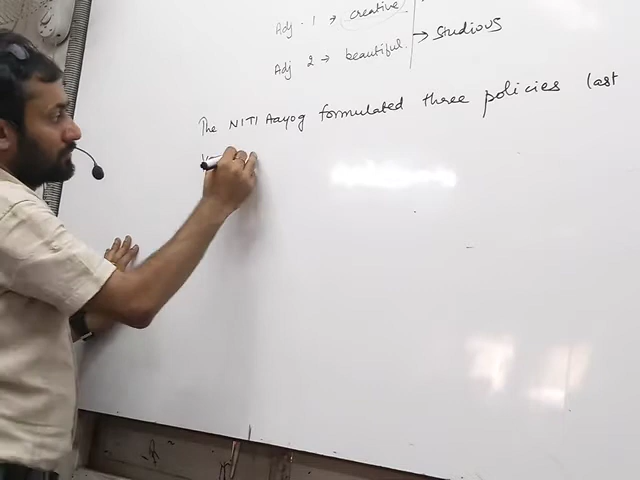 Adj. 1 → creative
Adj 2 → beautiful. → Studious
The NITI Aayog formulated three policies last